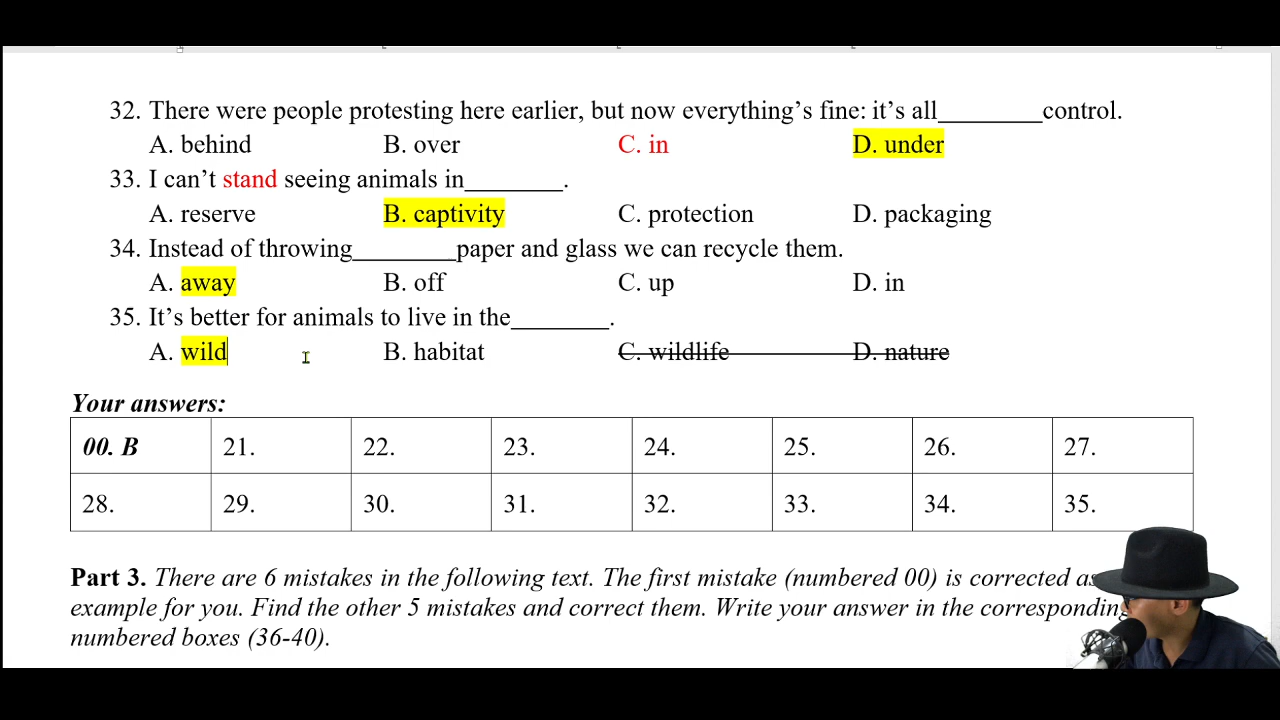 32. There were people protesting here earlier, but now everything’s fine: it’s all________control.
A. behind B. over C. in D. under
33. I can’t stand seeing animals in________.
A. reserve B. captivity C. protection D. packaging
34. Instead of throwing________paper and glass we can recycle them.
A. away B. off C. up D. in
35. It’s better for animals to live in the________.
A. wild B. habitat C. wildlife D. nature
Your answers:
00. B 21. 22. 23. 24. 25. 26. 27.
28. 29. 30. 31. 32. 33. 34. 35.
Part 3. There are 6 mistakes in the following text. The first mistake (numbered 00) is corrected as
example for you. Find the other 5 mistakes and correct them. Write your answer in the corresponding
numbered boxes (36-40).